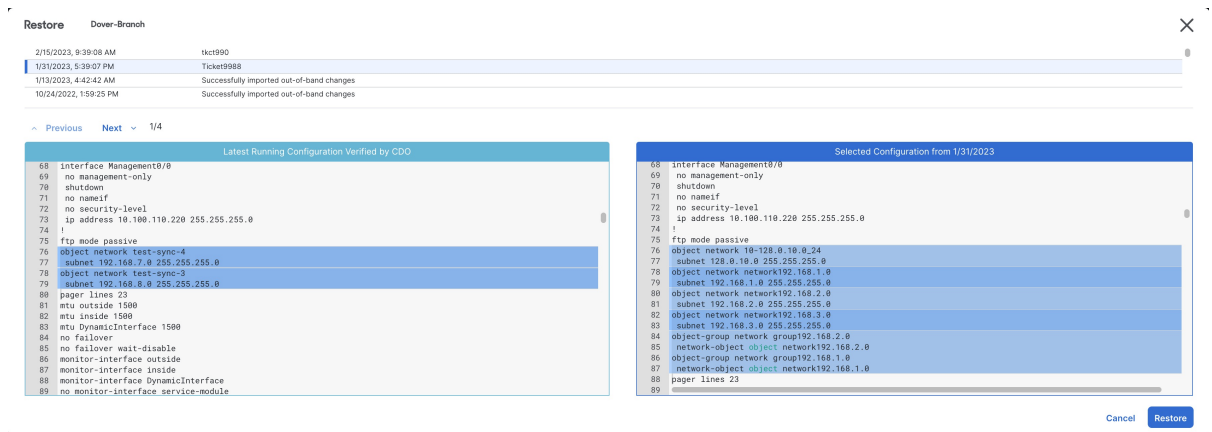 Restore Dover-Branch
2/15/2023, 9:39:08 AM tkct990
1/31/2023, 5:39:07 PM Ticket9988
1/13/2023, 4:42:42 AM Successfully imported out-of-band changes
10/24/2022, 1:59:25 PM Successfully imported out-of-band changes
Previous Next 1/4
Latest Running Configuration Verified by CDO
68 interface Management0/0
69 no management-only
70 shutdown
71 no nameif
72 no security-level
73 ip address 10.100.110.220 255.255.255.0
74 !
75 ftp mode passive
76 object network test-sync-4
77 subnet 192.168.7.0 255.255.255.0
78 object network test-sync-3
79 subnet 192.168.8.0 255.255.255.0
80 pager lines 23
81 mtu outside 1500
82 mtu inside 1500
83 mtu DynamicInterface 1500
84 no failover
85 no failover wait-disable
86 monitor-interface outside
87 monitor-interface inside
88 monitor-interface DynamicInterface
89 no monitor-interface service-module
Selected Configuration from 1/31/2023
68 interface Management0/0
69 no management-only
70 shutdown
71 no nameif
72 no security-level
73 ip address 10.100.110.220 255.255.255.0
74 !
75 ftp mode passive
76 object network 10-128.0.10.0_24
77 subnet 128.0.10.0 255.255.255.0
78 object network network192.168.1.0
79 subnet 192.168.1.0 255.255.255.0
80 object network network192.168.2.0
81 subnet 192.168.2.0 255.255.255.0
82 object network network192.168.3.0
83 subnet 192.168.3.0 255.255.255.0
84 object-group network group192.168.2.0
85 network-object object network192.168.2.0
86 object-group network group192.168.1.0
87 network-object object network192.168.1.0
88 pager lines 23
89
Cancel Restore